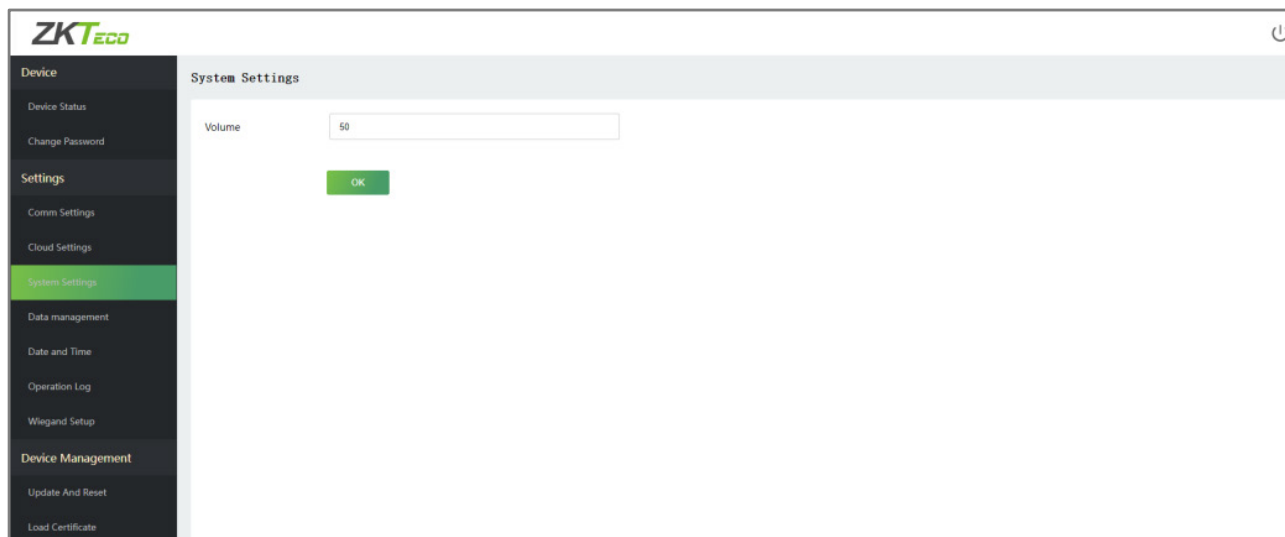 ZKTECO
Device
System Settings
Device Status
Volume
50
Change Password
Settings
OK
Comm Settings
Cloud Settings
System Settings
Data management
Date and Time
Operation Log
Wiegand Setup
Device Management
Update And Reset
Load Certificate